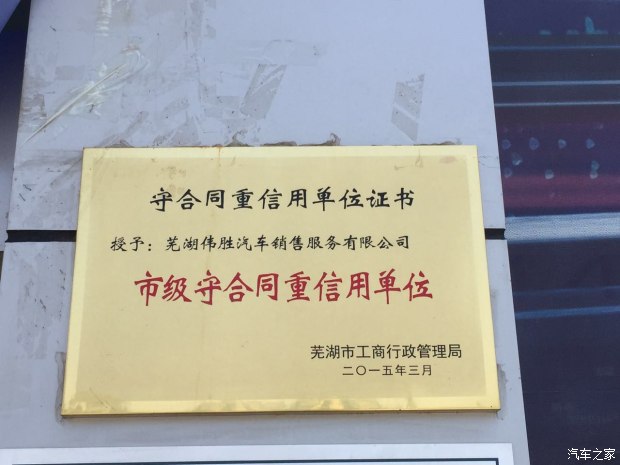 守合同重信用单位证书
授予：芜湖伟胜汽车销售服务有限公司
市级守合同重信用单位
芜湖市工商行政管理局
二〇一五年三月
汽车之家